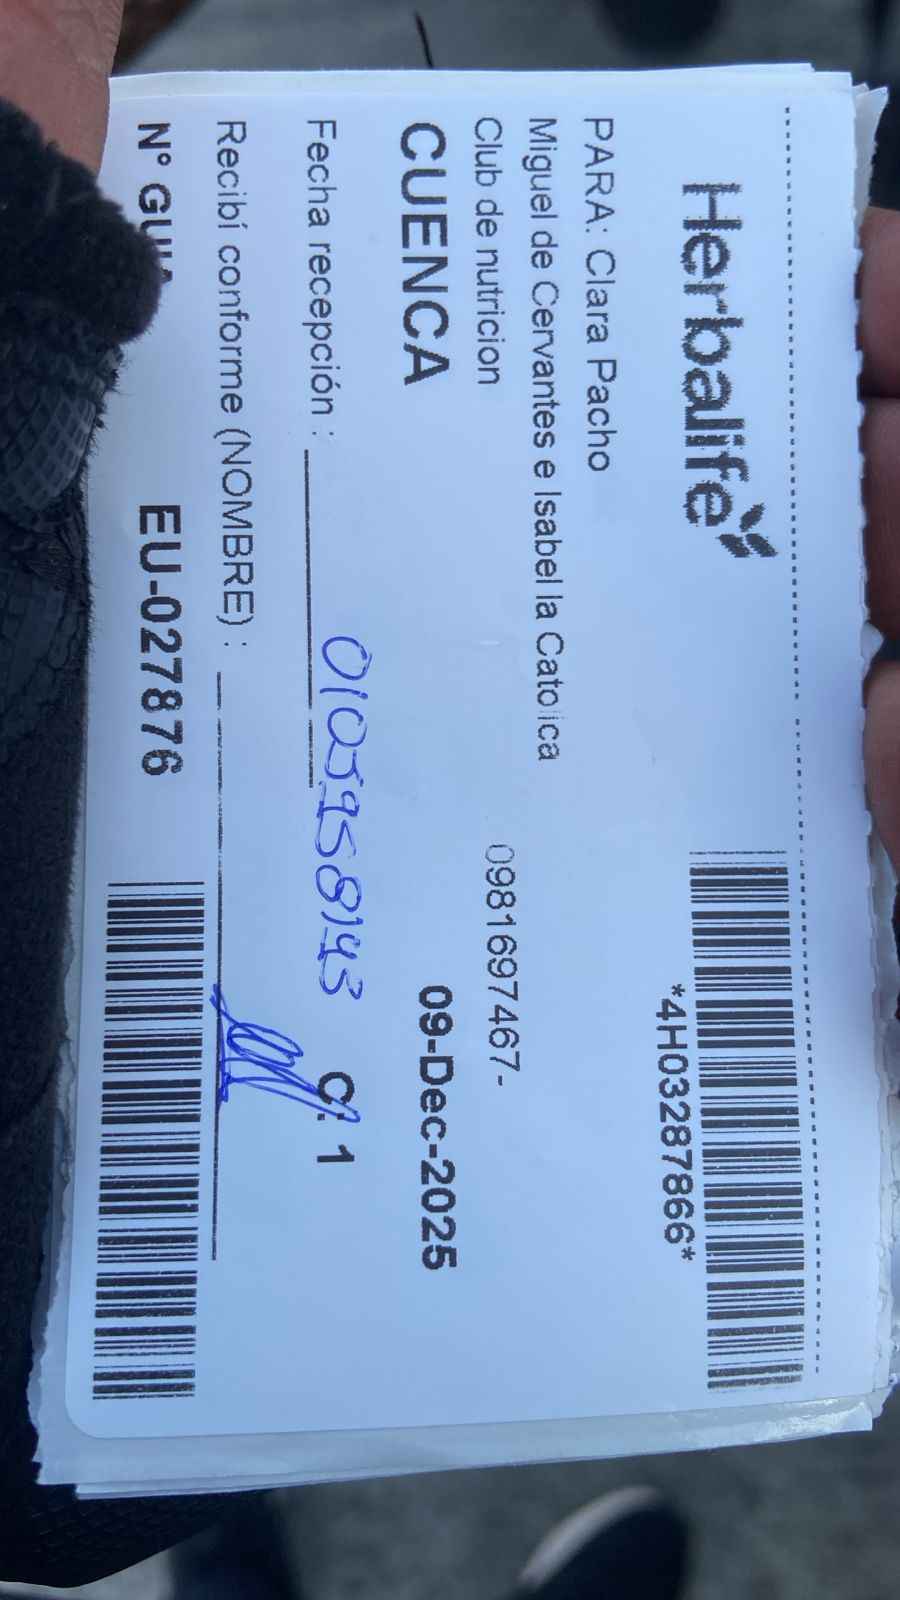 Herbalife
*4H03287866*
PARA: Clara Pacho
Miguel de Cervantes e Isabel la Catolica
Club de nutricion
0981697467-
CUENCA
09-Dec-2025
Fecha recepción :
0105958143
C: 1
Recibí conforme (NOMBRE) :
N° GUIA EU-027876